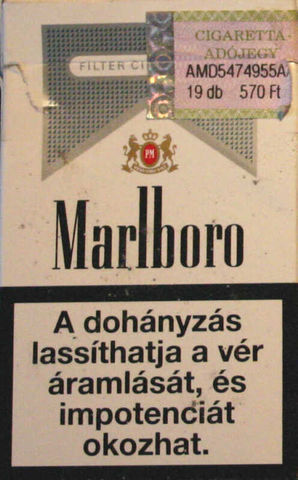 CIGARETTA
ADÓJEGY
AMD5474955A
19 db 570 Ft
FILTER CI
PM
Marlboro
A dohányzás
lassíthatja a vér
áramlását, és
impotenciát
okozhat.